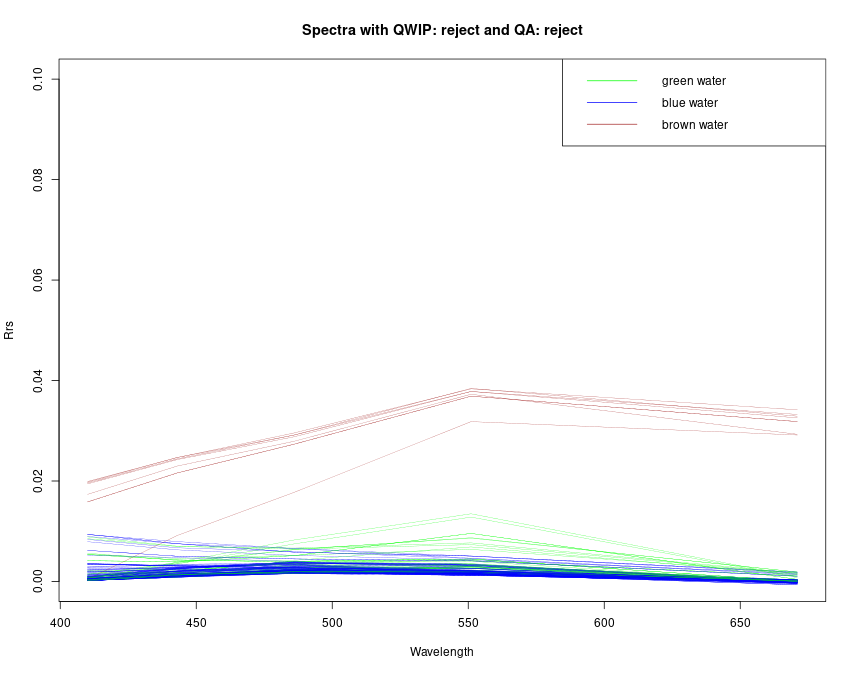 Spectra with QWIP: reject and QA: reject
green water
blue water
brown water
0.10
0.08
0.06
0.04
0.02
0.00
Rrs
400 450 500 550 600 650
Wavelength